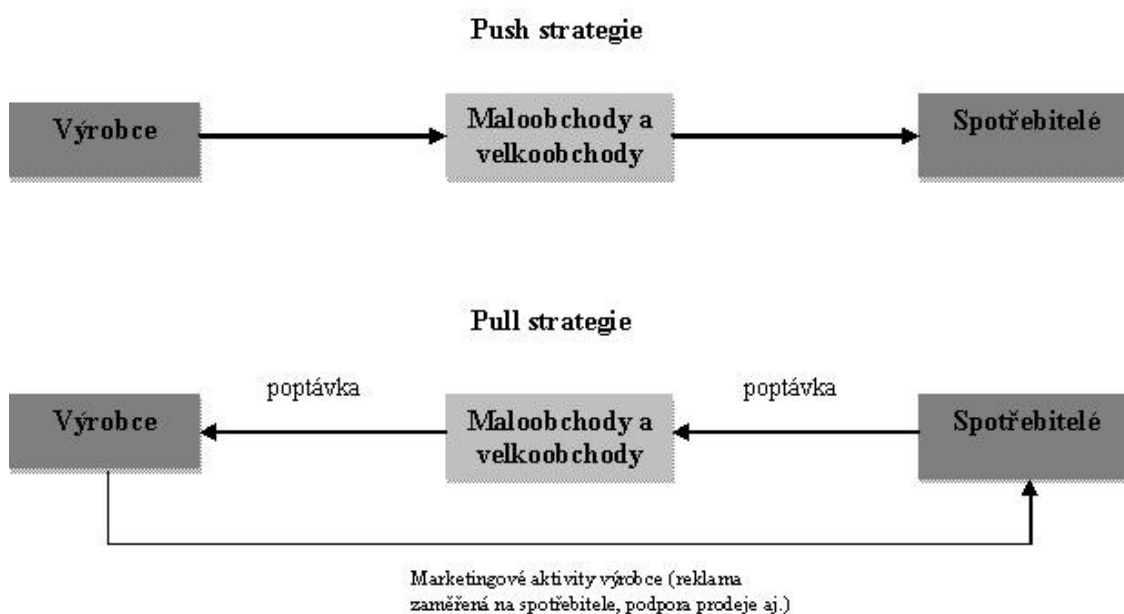 Push strategie
Výrobce
Maloobchody a
velkoobchody
Spotřebitelé
Pull strategie
poptávka
poptávka
Výrobce
Maloobchody a
velkoobchody
Spotřebitelé
Marketingové aktivity výrobce (reklama
zaměřená na spotřebitele, podpora prodeje aj.)